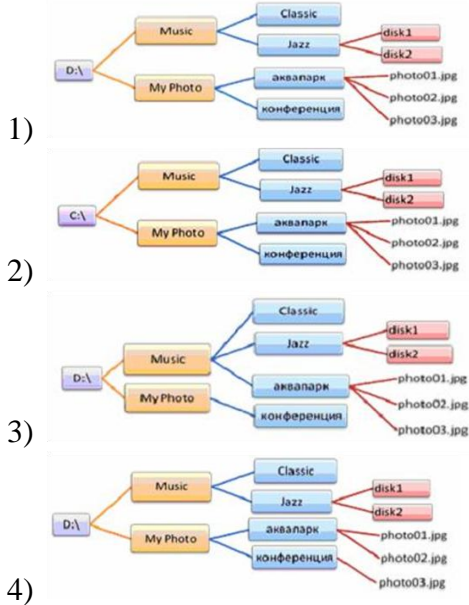 Classic
Music
Jazz
disk1
disk2
D:\
My Photo
аквапарк
photo01.jpg
photo02.jpg
конференция
photo03.jpg
1)
Classic
Music
Jazz
disk1
disk2
C:\
My Photo
аквапарк
photo01.jpg
photo02.jpg
конференция
photo03.jpg
2)
Classic
Jazz
disk1
disk2
Music
D:\
аквапарк
photo01.jpg
My Photo
photo02.jpg
конференция
photo03.jpg
3)
Classic
Music
Jazz
disk1
disk2
D:\
My Photo
аквапарк
photo01.jpg
photo02.jpg
конференция
photo03.jpg
4)